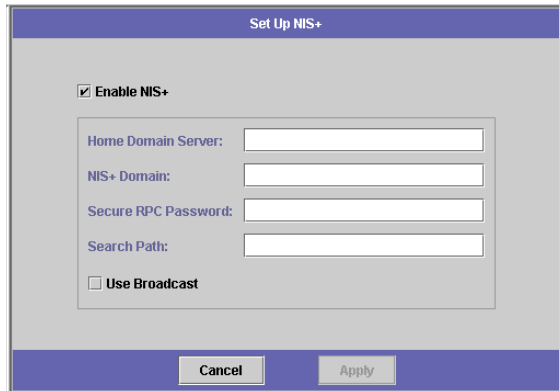 Set Up NIS+
Enable NIS+
Home Domain Server:
NIS+ Domain:
Secure RPC Password:
Search Path:
Use Broadcast
Cancel Apply